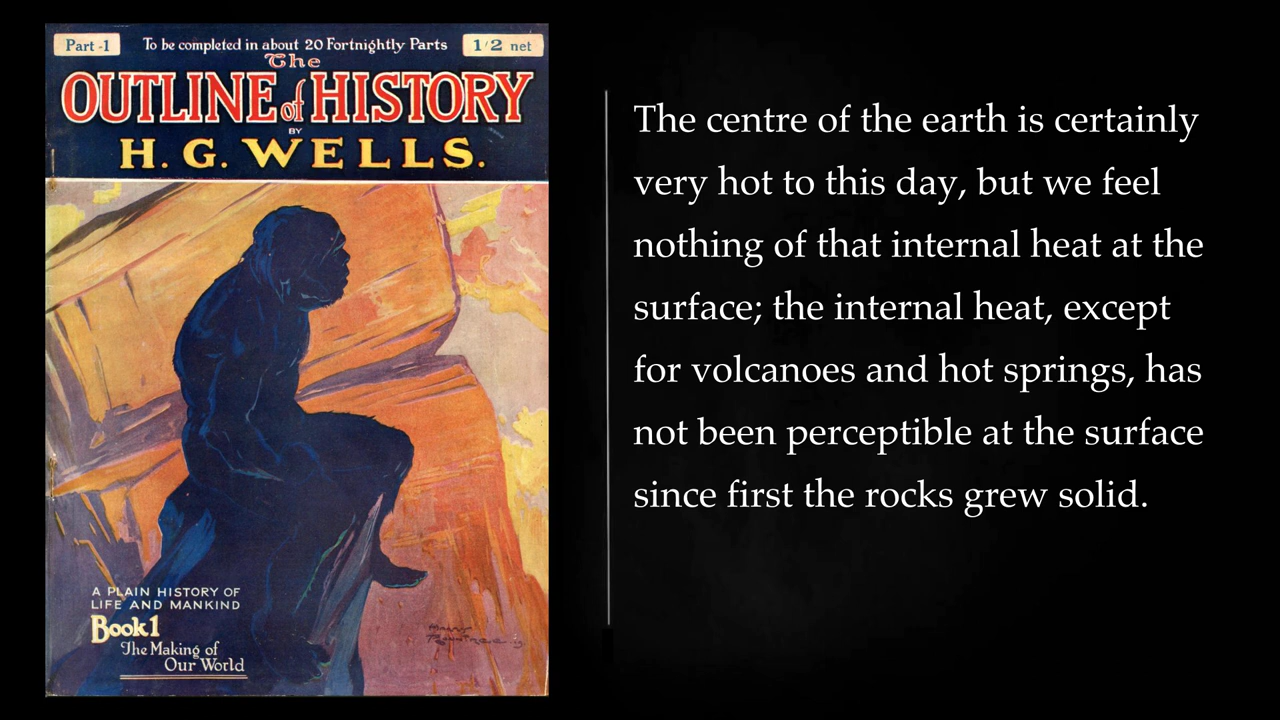 Part -1
To be completed in about 20 Fortnightly Parts
1/2 net
The
OUTLINE of HISTORY
BY
H. G. WELLS.
A PLAIN HISTORY OF
LIFE AND MANKIND
Book 1
The Making of
Our World
The centre of the earth is certainly
very hot to this day, but we feel
nothing of that internal heat at the
surface; the internal heat, except
for volcanoes and hot springs, has
not been perceptible at the surface
since first the rocks grew solid.